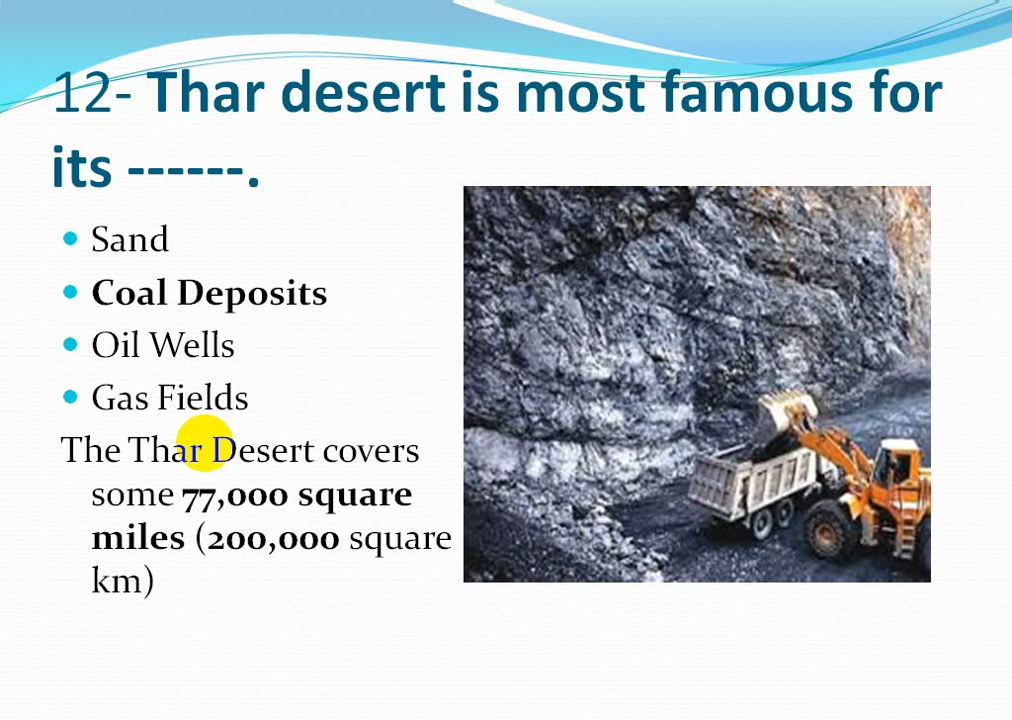 12- Thar desert is most famous for
its ------.
Sand
Coal Deposits
Oil Wells
Gas Fields
The Thar Desert covers
some 77,000 square
miles (200,000 square
km)